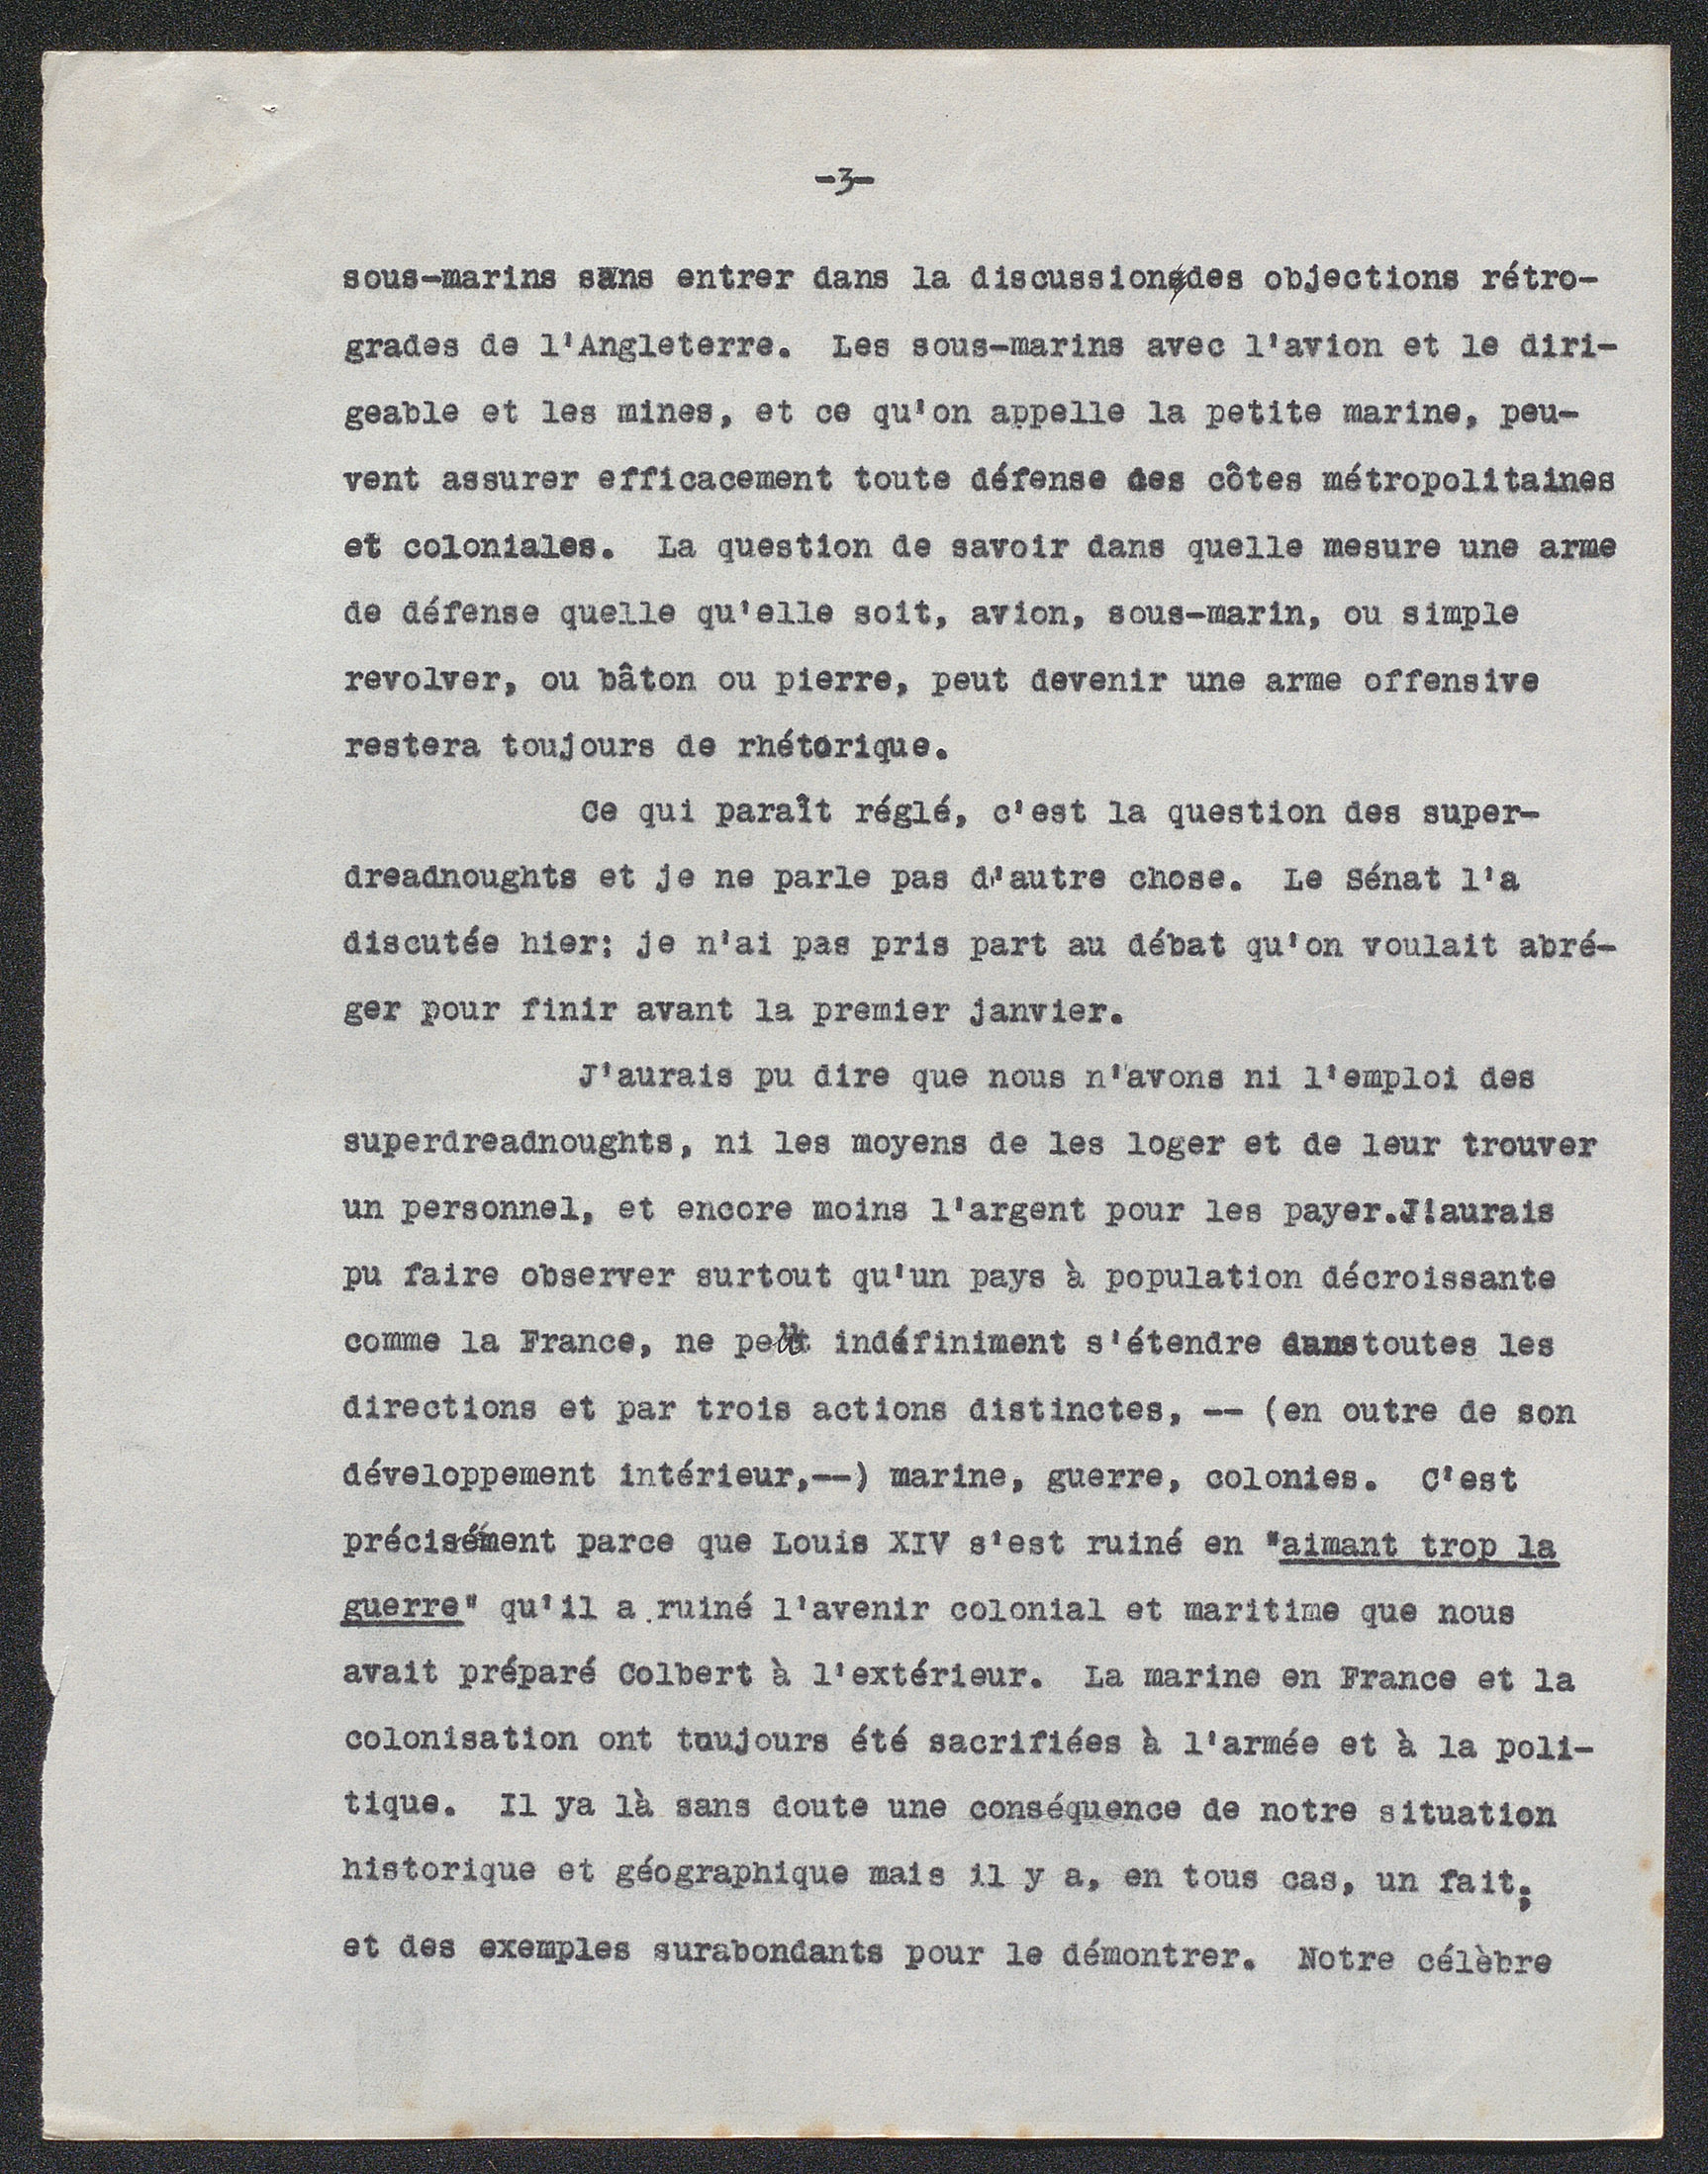 -3-
sous-marins sans entrer dans la discussion des objections rétro-
grades de l'Angleterre. Les sous-marins avec l'avion et le diri-
geable et les mines, et ce qu'on appelle la petite marine, peu-
vent assurer efficacement toute défense des côtes métropolitaines
et coloniales. La question de savoir dans quelle mesure une arme
de défense quelle qu'elle soit, avion, sous-marin, ou simple
revolver, ou bâton ou pierre, peut devenir une arme offensive
restera toujours de rhétorique.
Ce qui paraît réglé, c'est la question des super-
dreadnoughts et je ne parle pas d'autre chose. Le Sénat l'a
discutée hier; je n'ai pas pris part au débat qu'on voulait abré-
ger pour finir avant la premier janvier.
J'aurais pu dire que nous n'avons ni l'emploi des
superdreadnoughts, ni les moyens de les loger et de leur trouver
un personnel, et encore moins l'argent pour les payer.J'aurais
pu faire observer surtout qu'un pays à population décroissante
comme la France, ne peut indéfiniment s'étendre dans toutes les
directions et par trois actions distinctes, -- (en outre de son
développement intérieur,--) marine, guerre, colonies. C'est
précisément parce que Louis XIV s'est ruiné en "aimant trop la
guerre" qu'il a ruiné l'avenir colonial et maritime que nous
avait préparé Colbert à l'extérieur. La marine en France et la
colonisation ont toujours été sacrifiées à l'armée et à la poli-
tique. Il ya là sans doute une conséquence de notre situation
historique et géographique mais il y a, en tous cas, un fait;
et des exemples surabondants pour le démontrer. Notre célèbre